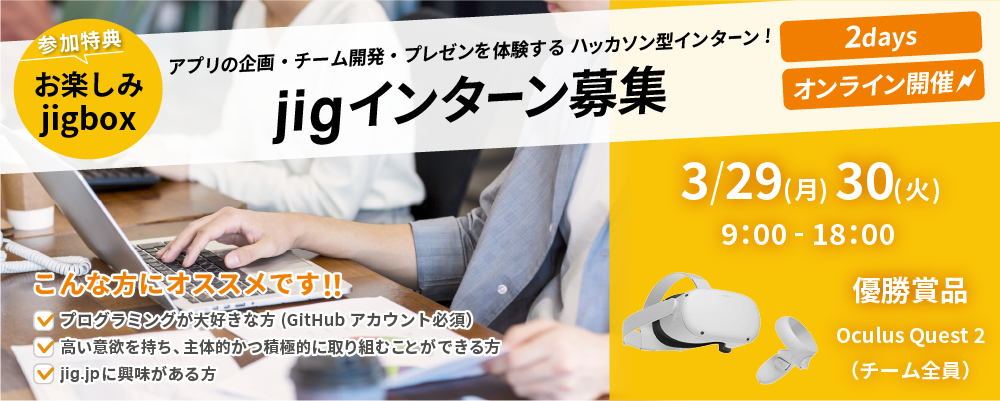 参加特典
お楽しみ
jigbox
アプリの企画・チーム開発・プレゼンを体験する ハッカソン型インターン！
jigインターン募集
2days
オンライン開催
3/29(月) 30(火)
9：00 - 18：00
優勝賞品
Oculus Quest 2
（チーム全員）
こんな方にオススメです!!
プログラミングが大好きな方 (GitHub アカウント必須)
高い意欲を持ち、主体的かつ積極的に取り組むことができる方
jig.jpに興味がある方